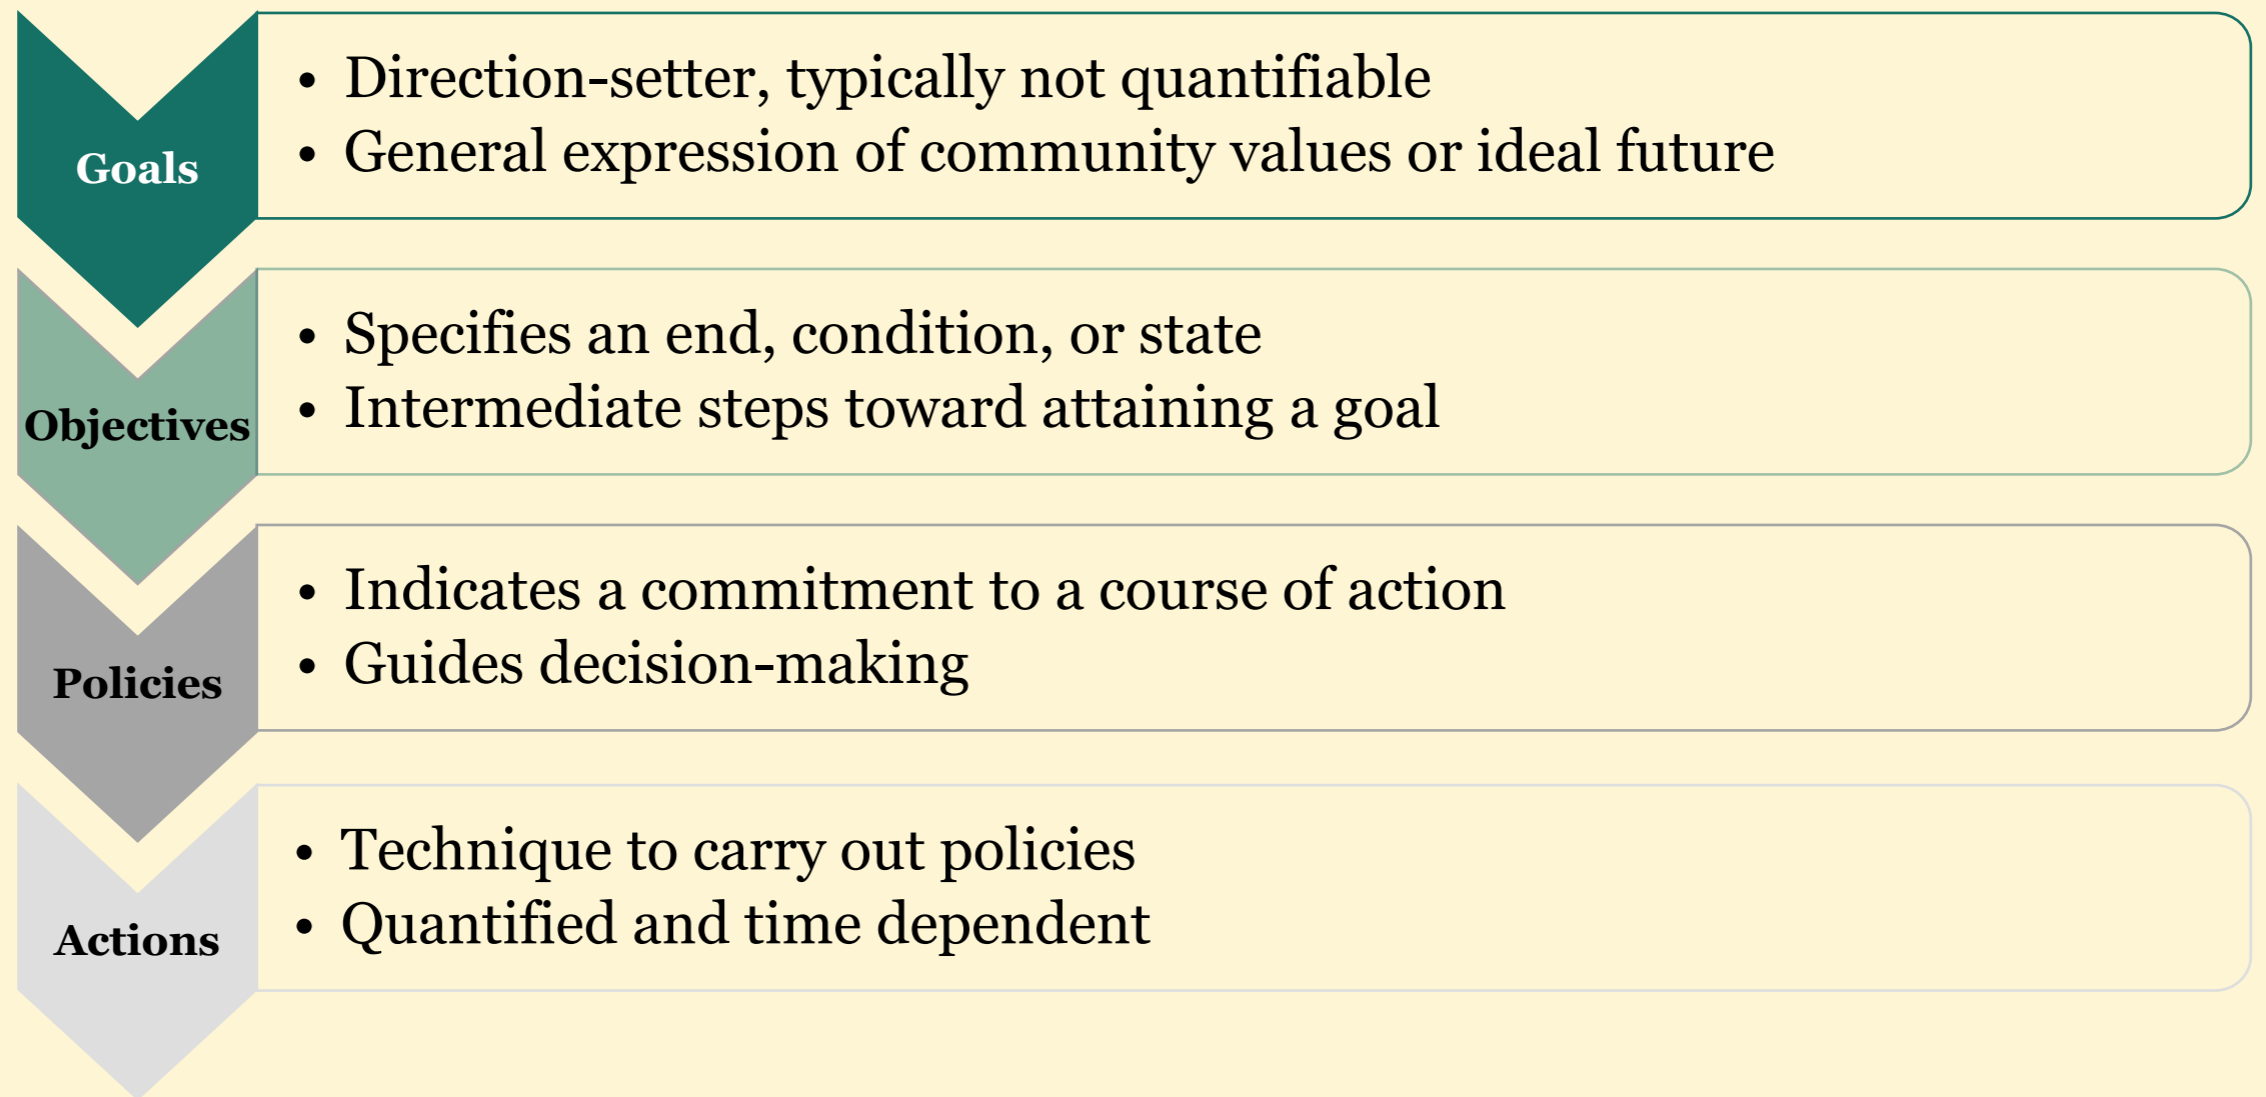 Goals
• Direction-setter, typically not quantifiable
• General expression of community values or ideal future
Objectives
• Specifies an end, condition, or state
• Intermediate steps toward attaining a goal
Policies
• Indicates a commitment to a course of action
• Guides decision-making
Actions
• Technique to carry out policies
• Quantified and time dependent